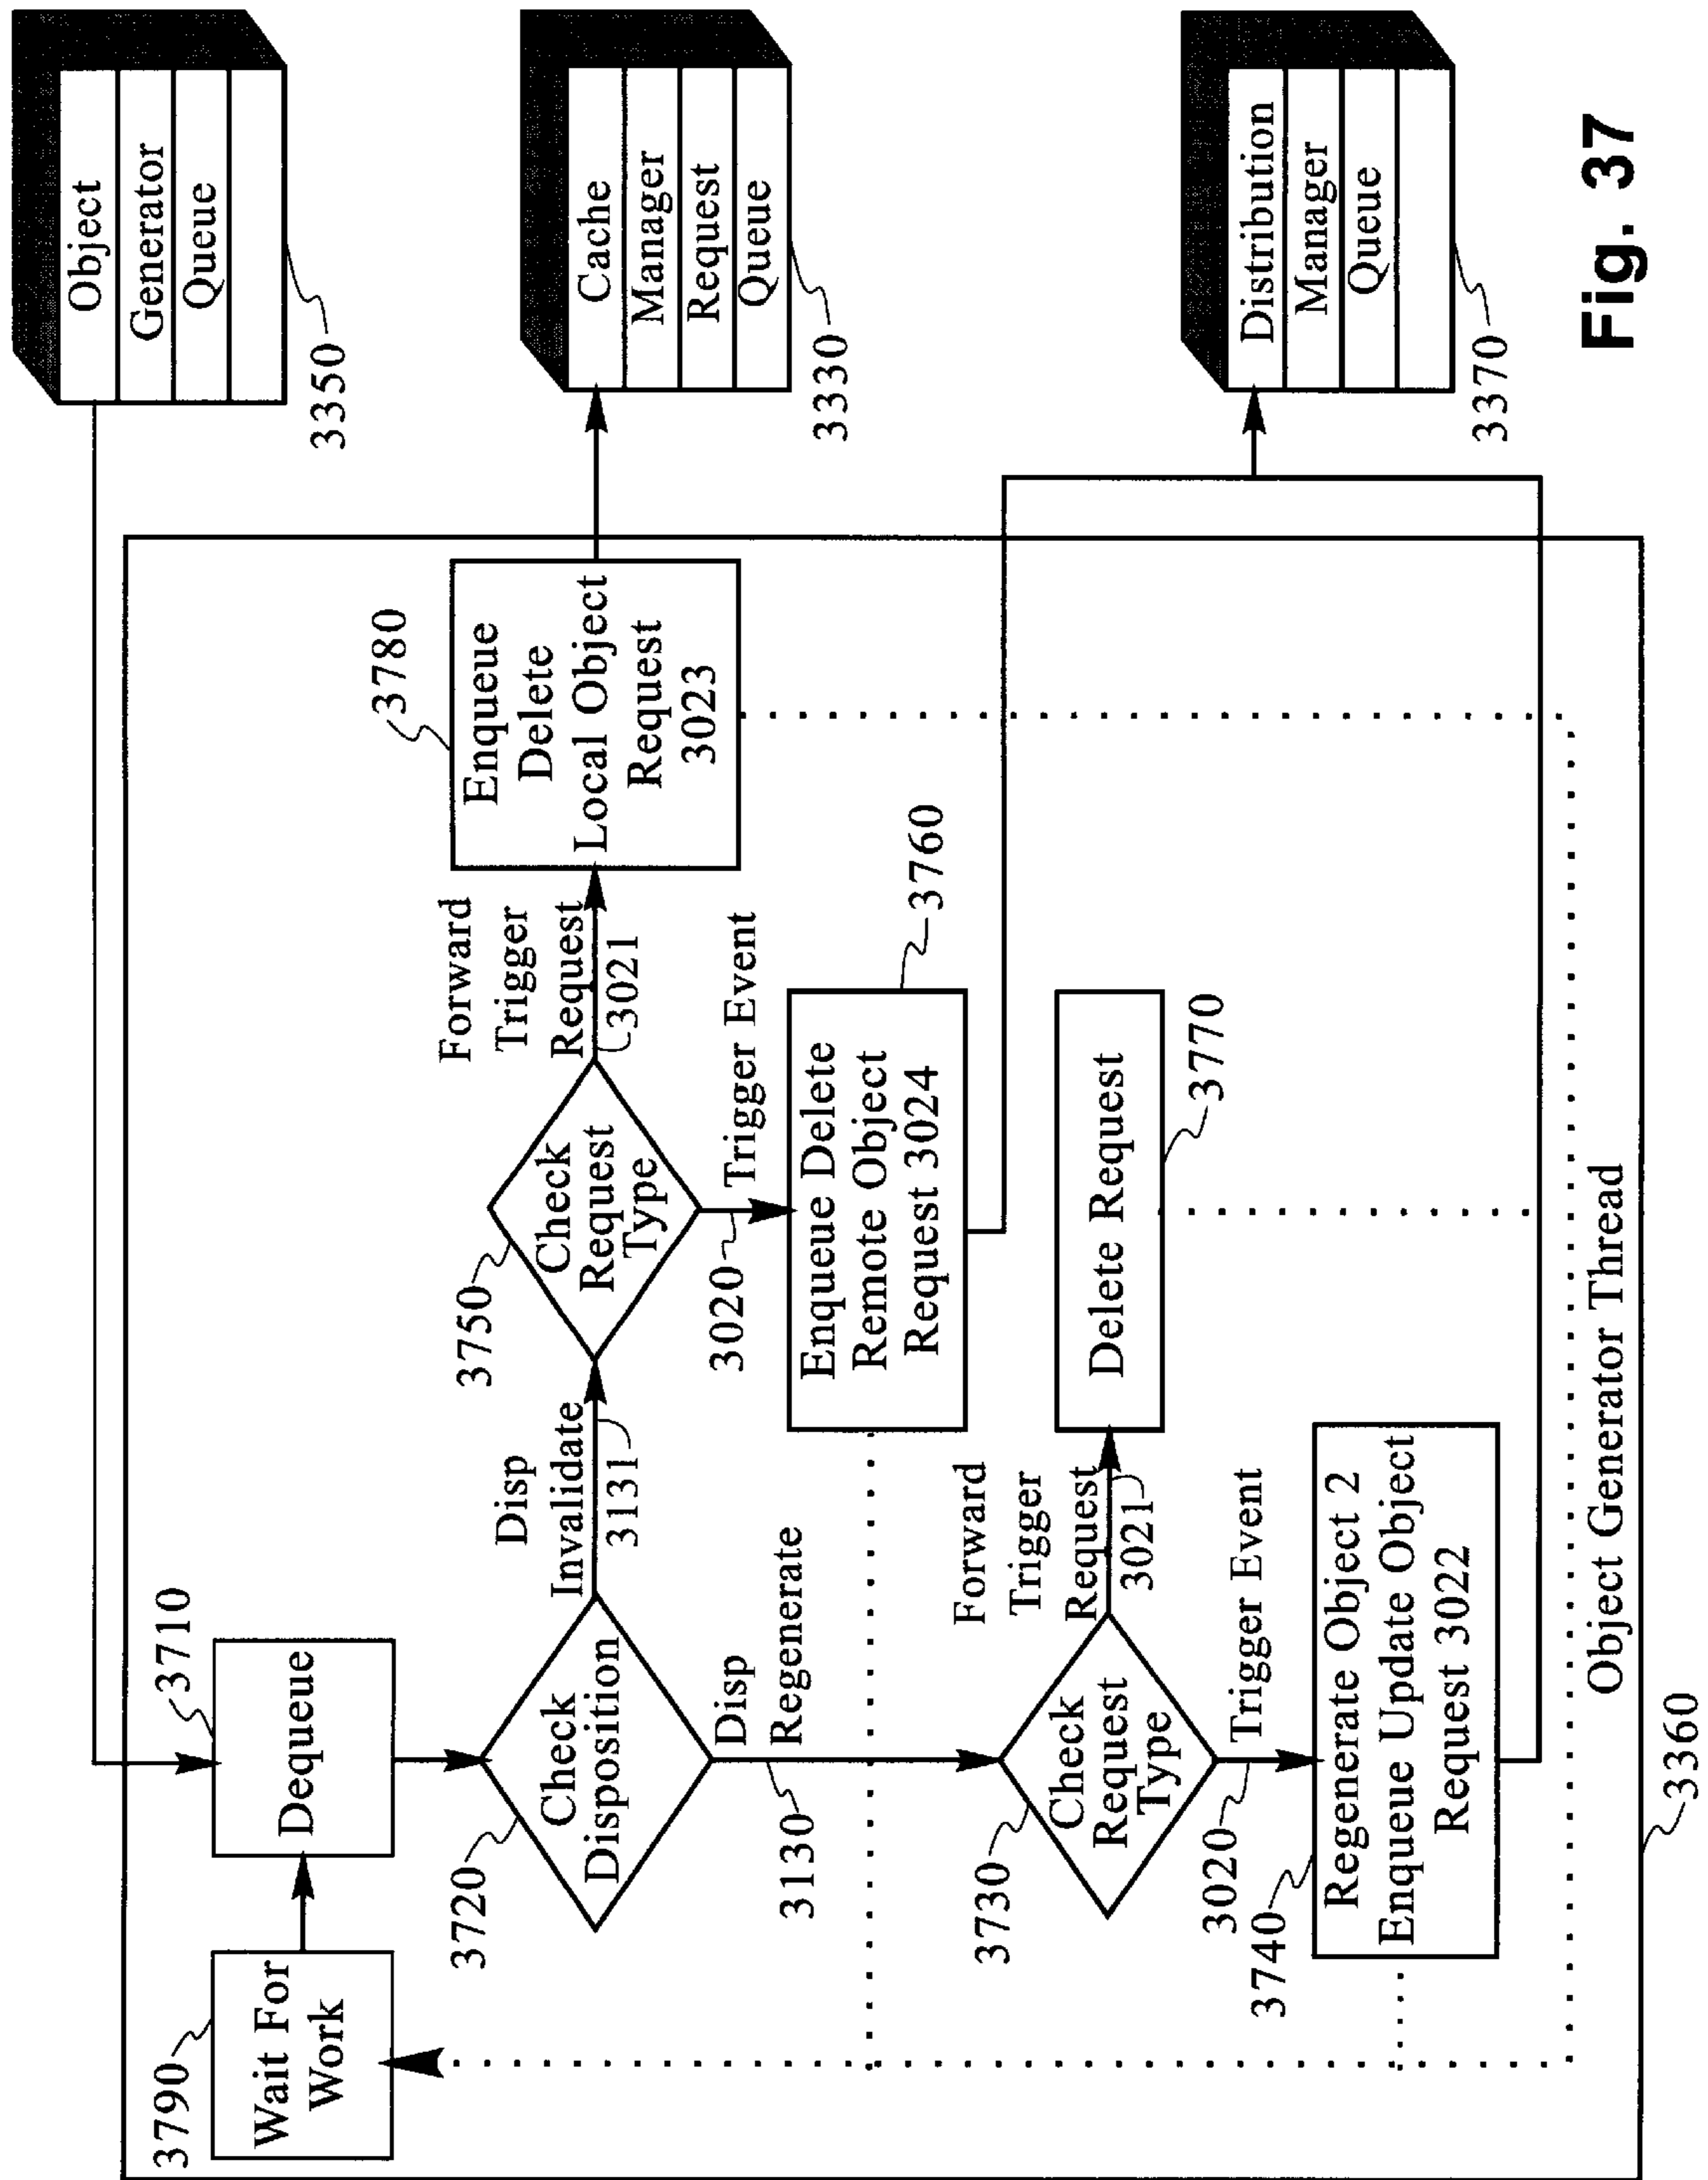 3790
Wait For
Work
3710
Dequeue
Object
Generator
Queue
3350
3720
Check
Disposition
Disp
Invalidate
3131
3750
Check
Request
Type
Forward
Trigger
Request
3021
3780
Enqueue
Delete
Local Object
Request
3023
Cache
Manager
Request
Queue
3330
Disp
Regenerate
3130
3020
Trigger Event
Enqueue Delete
Remote Object
Request 3024
3760
3730
Check
Request
Type
Forward
Trigger
Request
3021
Delete Request
3770
3020
Trigger Event
3740
Regenerate Object 2
Enqueue Update Object
Request 3022
Distribution
Manager
Queue
3370
Object Generator Thread
3360
Fig. 37